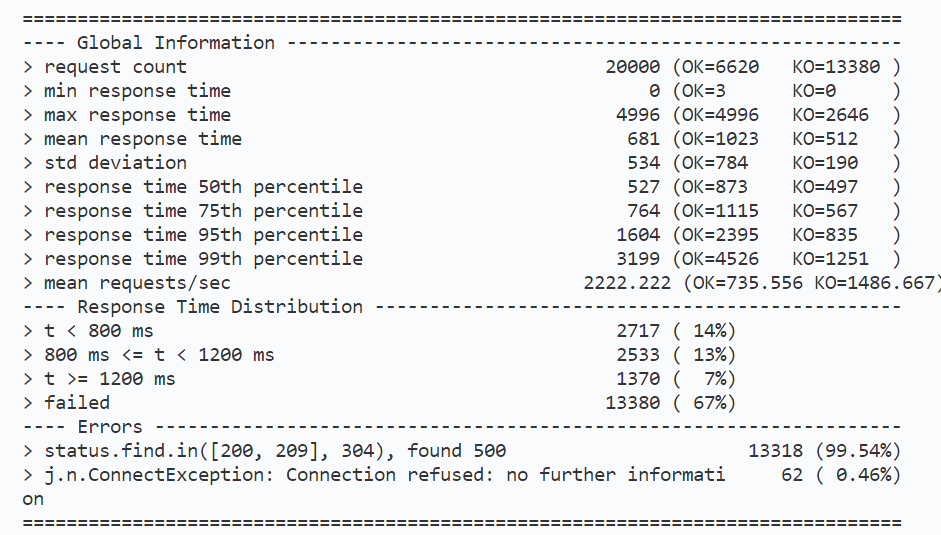 ================================================================================
---- Global Information --------------------------------------------------------
> request count                                      20000 (OK=6620   KO=13380 )
> min response time                                      0 (OK=3      KO=0     )
> max response time                                   4996 (OK=4996   KO=2646  )
> mean response time                                   681 (OK=1023   KO=512   )
> std deviation                                        534 (OK=784    KO=190   )
> response time 50th percentile                        527 (OK=873    KO=497   )
> response time 75th percentile                        764 (OK=1115   KO=567   )
> response time 95th percentile                       1604 (OK=2395   KO=835   )
> response time 99th percentile                       3199 (OK=4526   KO=1251  )
> mean requests/sec                                2222.222 (OK=735.556 KO=1486.667)
---- Response Time Distribution ------------------------------------------------
> t < 800 ms                                          2717 ( 14%)
> 800 ms <= t < 1200 ms                               2533 ( 13%)
> t >= 1200 ms                                        1370 (  7%)
> failed                                             13380 ( 67%)
---- Errors --------------------------------------------------------------------
> status.find.in([200, 209], 304), found 500                      13318 (99.54%)
> j.n.ConnectException: Connection refused: no further informati     62 ( 0.46%)
on
================================================================================